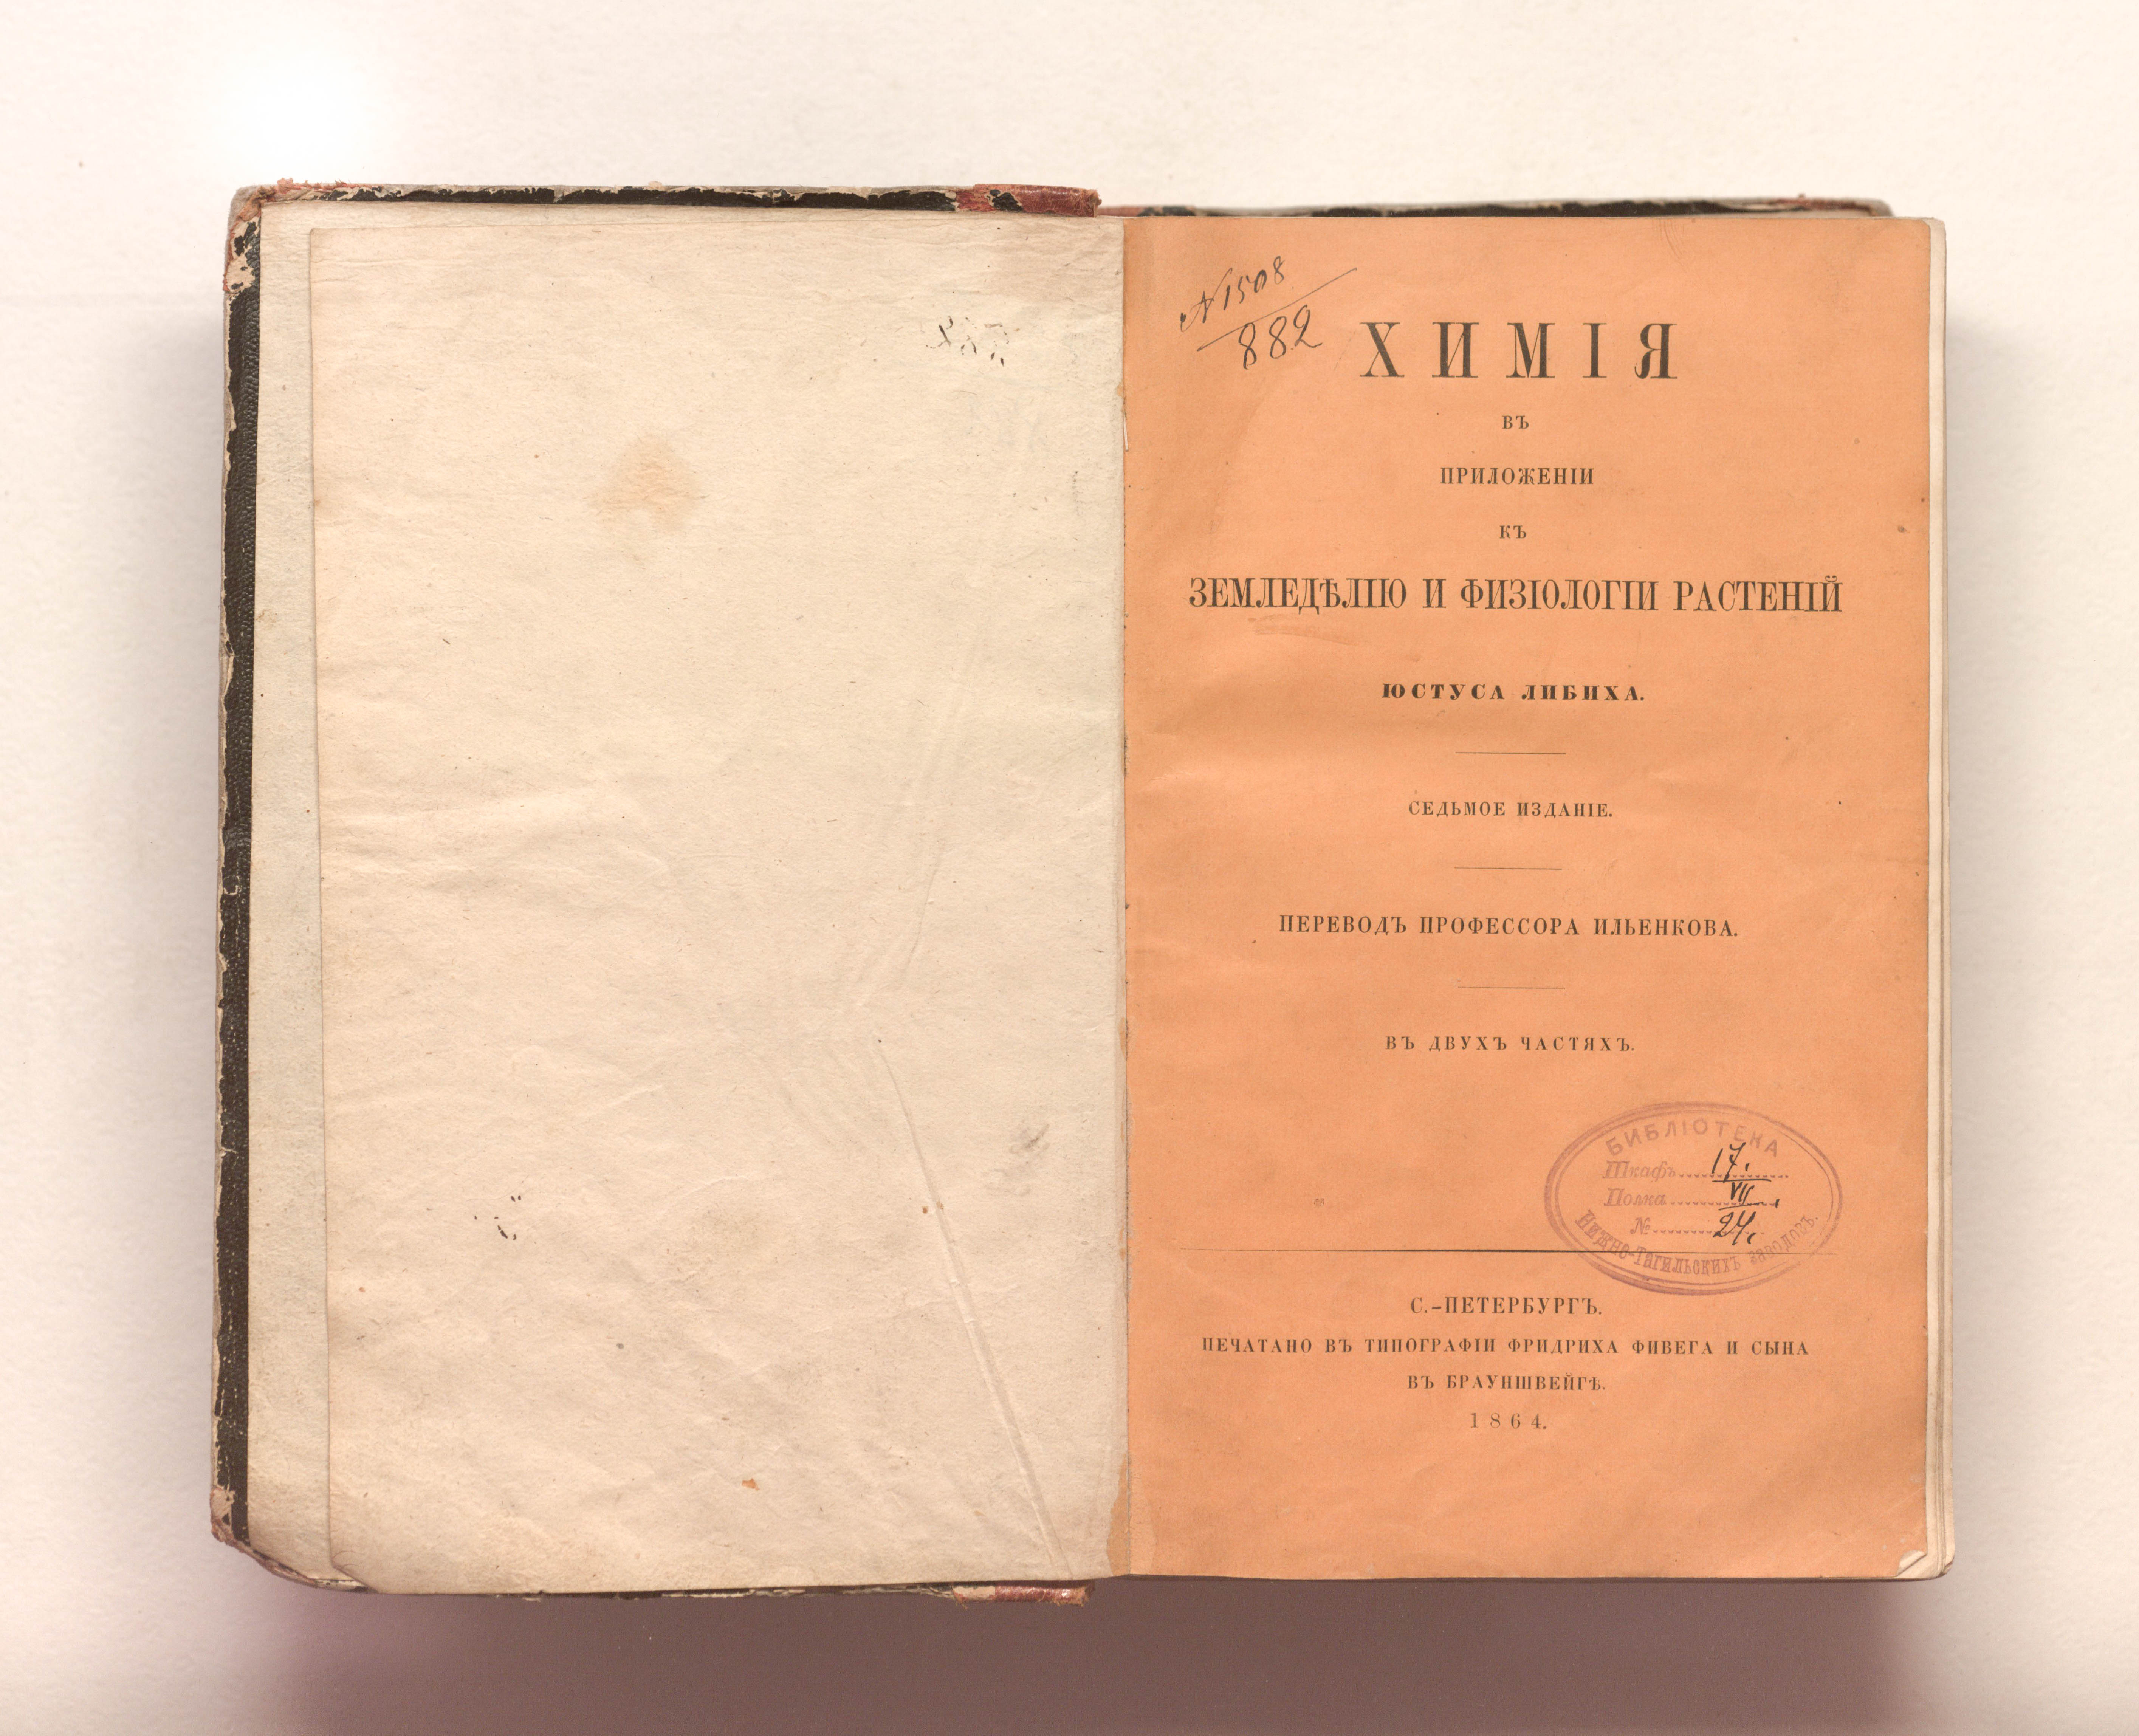 № 1508
882
ХИМІЯ
ВЪ
ПРИЛОЖЕНІИ
КЪ
ЗЕМЛЕДѢЛІЮ И ФИЗІОЛОГІИ РАСТЕНІЙ
ЮСТУСА ЛИБИХА.
СЕДЬМОЕ ИЗДАНІЕ.
ПЕРЕВОДЪ ПРОФЕССОРА ИЛЬЕНКОВА.
ВЪ ДВУХЪ ЧАСТЯХЪ.
БИБЛІОТЕКА
Шкафъ 17.
Полка VII
№ 24.
Нижне-Тагильскихъ заводовъ.
С.-ПЕТЕРБУРГЪ.
ПЕЧАТАНО ВЪ ТИПОГРАФІИ ФРИДРИХА ФИВЕГА И СЫНА
ВЪ БРАУНШВЕЙГѢ.
1864.